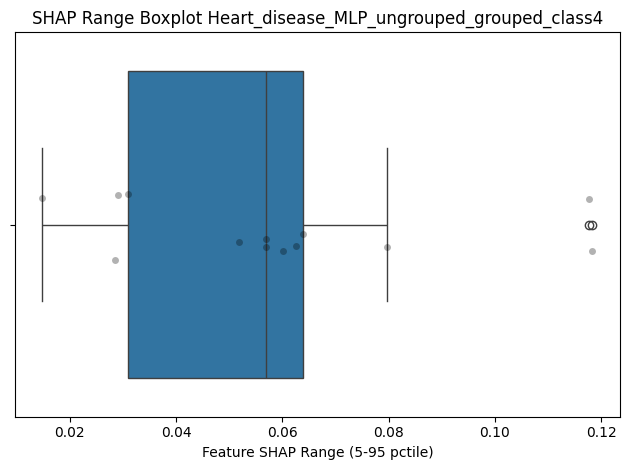 SHAP Range Boxplot Heart_disease_MLP_ungrouped_grouped_class4
0.02 0.04 0.06 0.08 0.10 0.12
Feature SHAP Range (5-95 pctile)